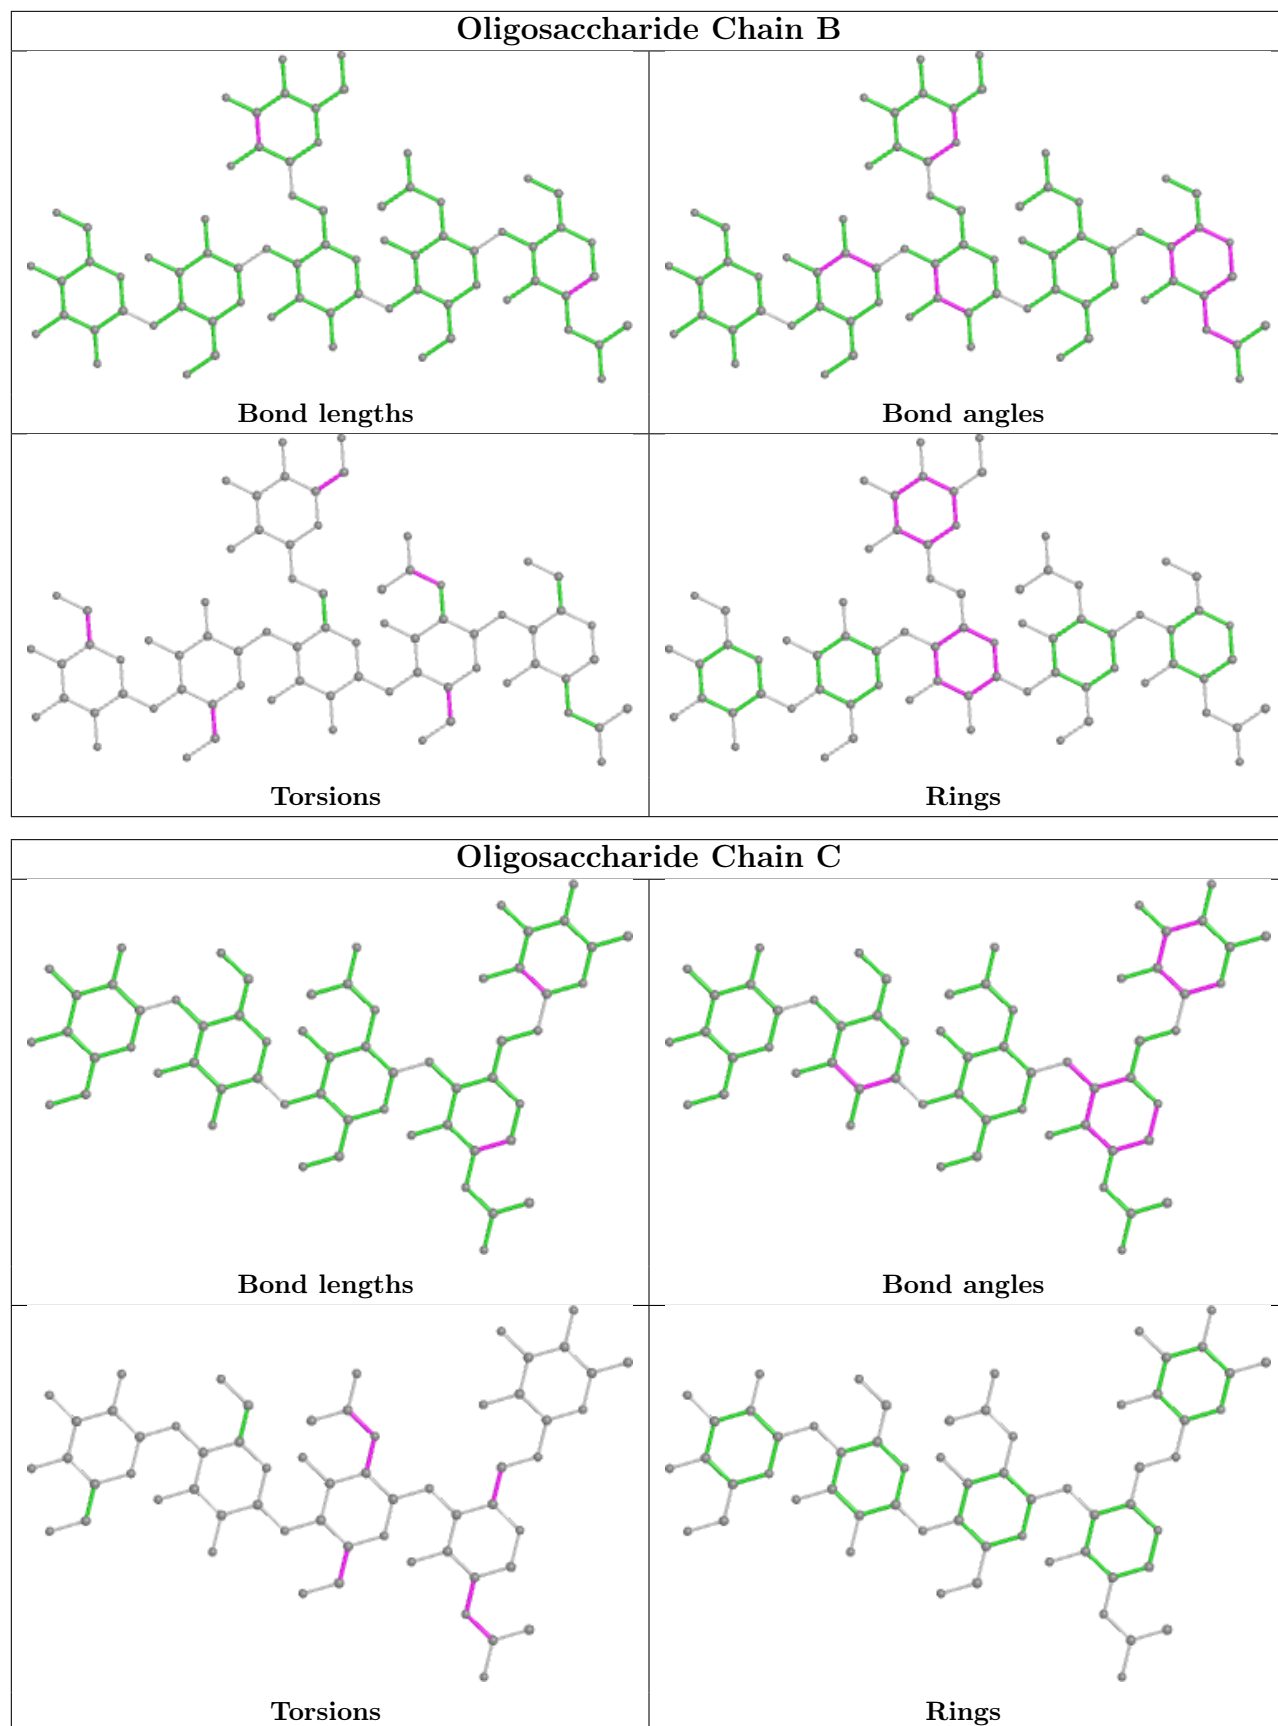 Oligosaccharide Chain B
Bond lengths
Bond angles
Torsions
Rings
Oligosaccharide Chain C
Bond lengths
Bond angles
Torsions
Rings